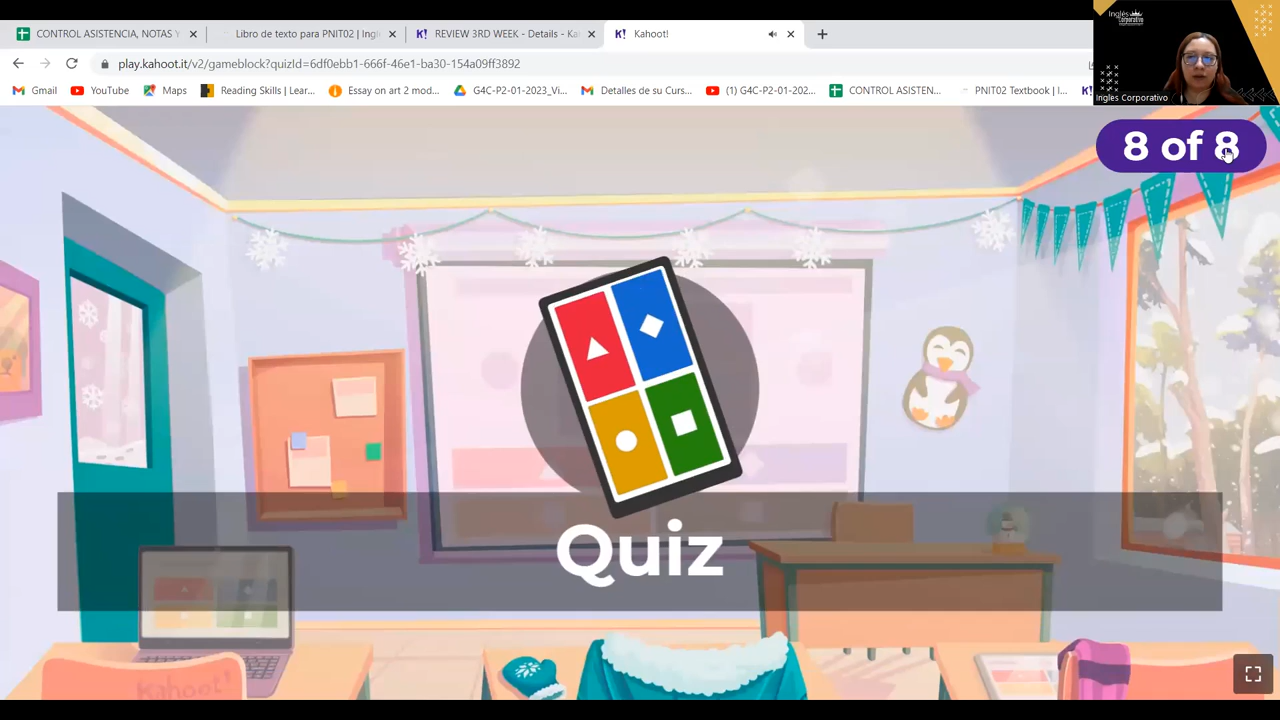 CONTROL ASISTENCIA, NOTAS Y
Libro de texto para PNIT02 | Ingl
REVIEW 3RD WEEK - Details - Ka
Kahoot!
play.kahoot.it/v2/gameblock?quizId=6df0ebb1-666f-46e1-ba30-154a09ff3892
Gmail
YouTube
Maps
Reading Skills | Lear...
Essay on art 2 mod...
G4C-P2-01-2023_Vi...
Detalles de su Curs...
(1) G4C-P2-01-202...
CONTROL ASISTEN...
PNIT02 Textbook | I...
Inglés
Corporativo
Ingles Corporativo
8 of 8
Quiz
Kahoot!